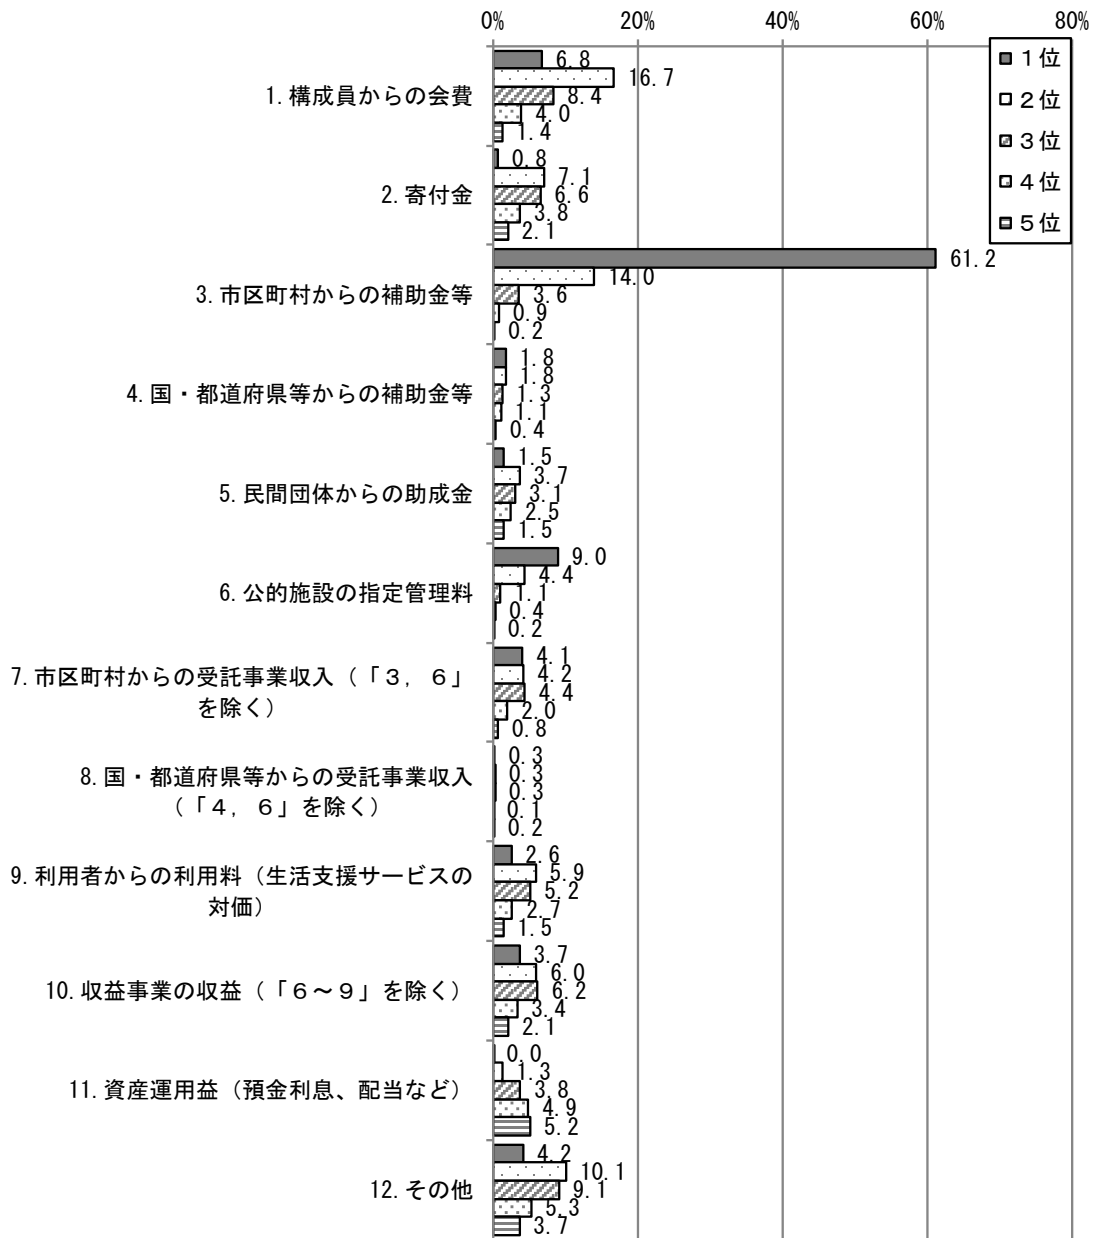 0% 20% 40% 60% 80%
1位
2位
3位
4位
5位
1.構成員からの会費
6.8
16.7
8.4
4.0
1.4
2.寄付金
0.8
7.1
6.6
3.8
2.1
3.市区町村からの補助金等
61.2
14.0
3.6
0.9
0.2
4.国・都道府県等からの補助金等
1.8
1.8
1.3
1.1
0.4
5.民間団体からの助成金
1.5
3.7
3.1
2.5
1.5
6.公的施設の指定管理料
9.0
4.4
1.1
0.4
0.2
7.市区町村からの受託事業収入（「3，6」
を除く）
4.1
4.2
4.4
2.0
0.8
8.国・都道府県等からの受託事業収入
（「4，6」を除く）
0.3
0.3
0.3
0.1
0.2
9.利用者からの利用料（生活支援サービスの
対価）
2.6
5.9
5.2
2.7
1.5
10.収益事業の収益（「6～9」を除く）
3.7
6.0
6.2
3.4
2.1
11.資産運用益（預金利息、配当など）
0.0
1.3
3.8
4.9
5.2
12.その他
4.2
10.1
9.1
5.3
3.7